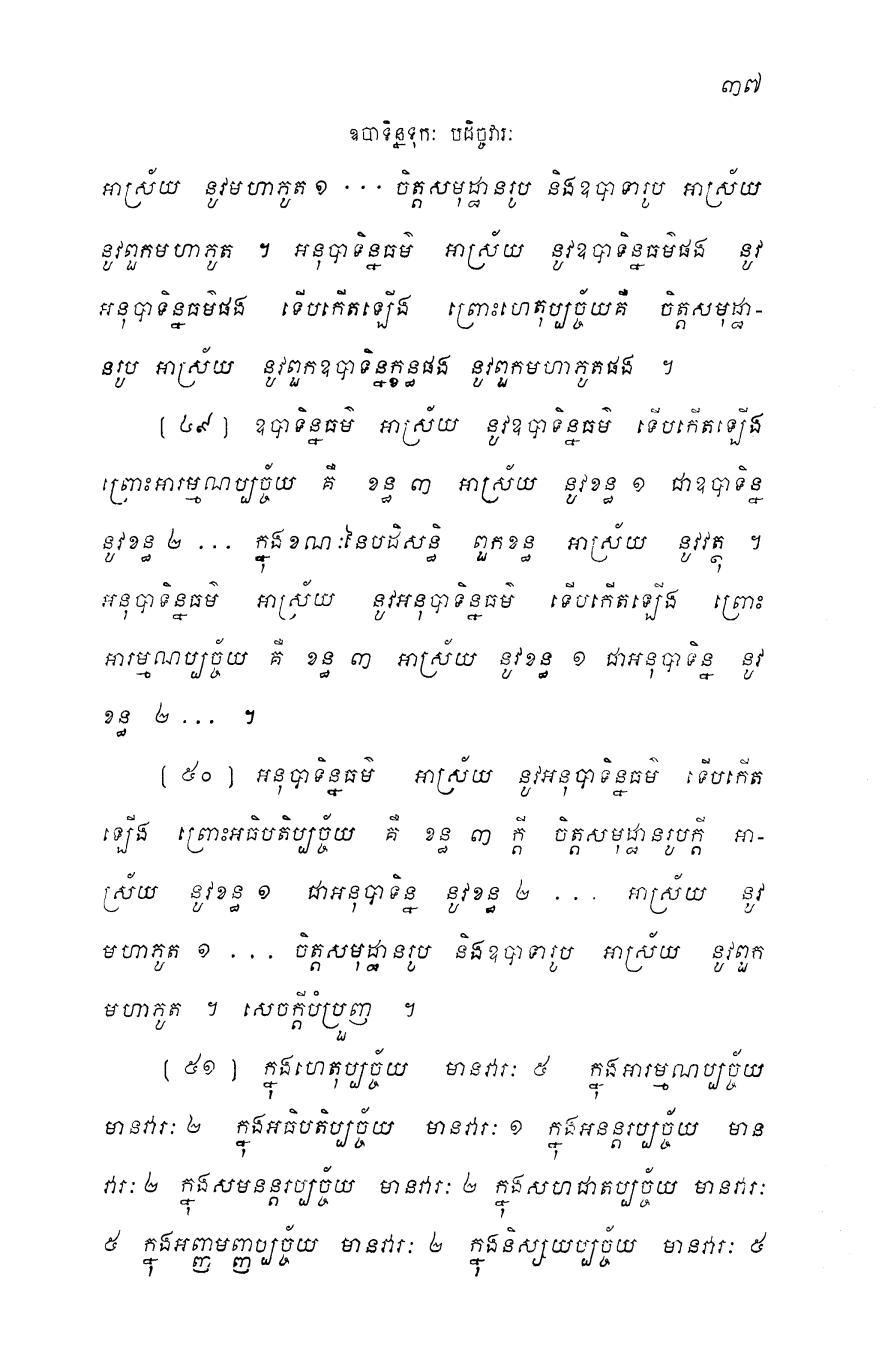 ៣៧
ឧបាទិន្នទុកៈ បដិច្ចវារៈ
អាស្រ័យ នូវមហាភូត ១ ... ចិត្តសមុដ្ឋានរូប និងឧបាទារូប អាស្រ័យ
នូវពួកមហាភូត ។ អនុបាទិន្នធម៌ អាស្រ័យ នូវឧបាទិន្នធម៌ផង នូវ
អនុបាទិន្នធម៌ផង ទើបកើតឡើង ព្រោះហេតុប្បច្ច័យគឺ ចិត្តសមុដ្ឋា-
នរូប អាស្រ័យ នូវពួកឧបាទិន្នក្ខន្ធផង នូវពួកមហាភូតផង ។
[ ៤៩ ] ឧបាទិន្នធម៌ អាស្រ័យ នូវឧបាទិន្នធម៌ ទើបកើតឡើង
ព្រោះអារម្មណប្បច្ច័យ គឺ ខន្ធ ៣ អាស្រ័យ នូវខន្ធ ១ ជាឧបាទិន្ន
នូវខន្ធ ២ ... ក្នុងខណៈនៃបដិសន្ធិ ពួកខន្ធ អាស្រ័យ នូវវត្ថុ ។
អនុបាទិន្នធម៌ អាស្រ័យ នូវអនុបាទិន្នធម៌ ទើបកើតឡើង ព្រោះ
អារម្មណប្បច្ច័យ គឺ ខន្ធ ៣ អាស្រ័យ នូវខន្ធ ១ ជាអនុបាទិន្ន នូវ
ខន្ធ ២ ... ។
[ ៥០ ] អនុបាទិន្នធម៌ អាស្រ័យ នូវអនុបាទិន្នធម៌ ទើបកើត
ឡើង ព្រោះអធិបតិប្បច្ច័យ គឺ ខន្ធ ៣ ក្តី ចិត្តសមុដ្ឋានរូបក្តី អា-
ស្រ័យ នូវខន្ធ ១ ជាអនុបាទិន្ន នូវខន្ធ ២ ... អាស្រ័យ នូវ
មហាភូត ១ ... ចិត្តសមុដ្ឋានរូប និងឧបាទារូប អាស្រ័យ នូវពួក
មហាភូត ។ សេចក្តីបំប្រួញ ។
[ ៥១ ] ក្នុងហេតុប្បច្ច័យ មានវារៈ ៥ ក្នុងអារម្មណប្បច្ច័យ
មានវារៈ ២ ក្នុងអធិបតិប្បច្ច័យ មានវារៈ ១ ក្នុងអនន្តរប្បច្ច័យ មាន
វារៈ ២ ក្នុងសមនន្តរប្បច្ច័យ មានវារៈ ២ ក្នុងសហជាតប្បច្ច័យ មានវារៈ
៥ ក្នុងអញ្ញមញ្ញប្បច្ច័យ មានវារៈ ២ ក្នុងនិស្សយប្បច្ច័យ មានវារៈ ៥